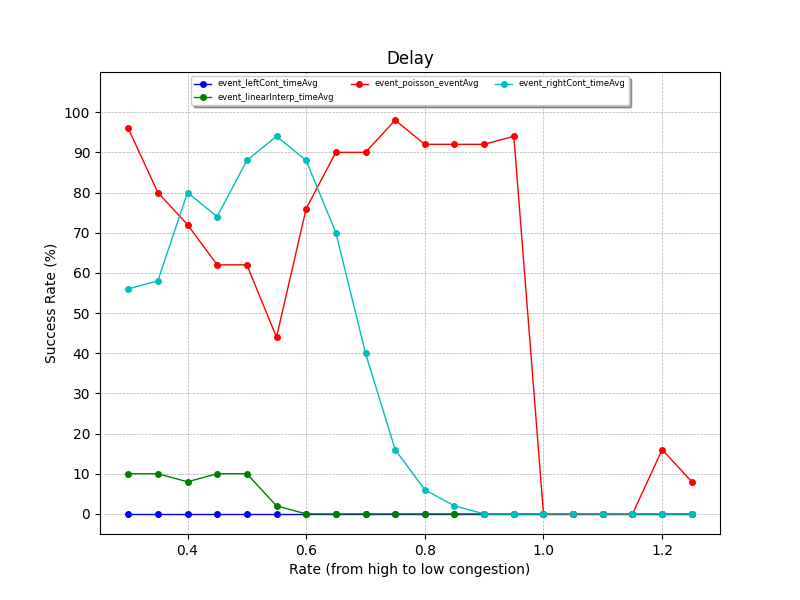 Delay
event_leftCont_timeAvg
event_linearInterp_timeAvg
event_poisson_eventAvg
event_rightCont_timeAvg
Success Rate (%)
100
90
80
70
60
50
40
30
20
10
0
0.4
0.6
0.8
1.0
1.2
Rate (from high to low congestion)